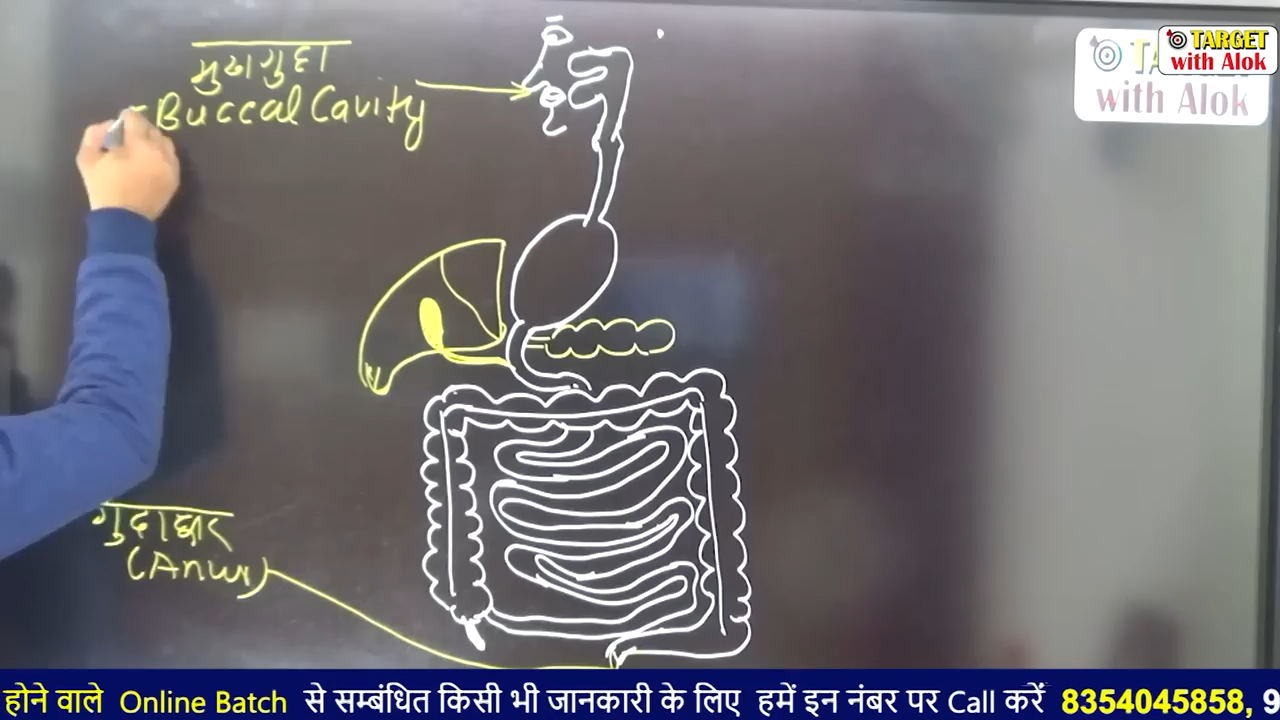 मुखगुहा
Buccal Cavity
गुदाद्वार
(Anus)
TARGET
with Alok
with Alok
होने वाले Online Batch से सम्बंधित किसी भी जानकारी के लिए हमें इन नंबर पर Call करें 8354045858, 9